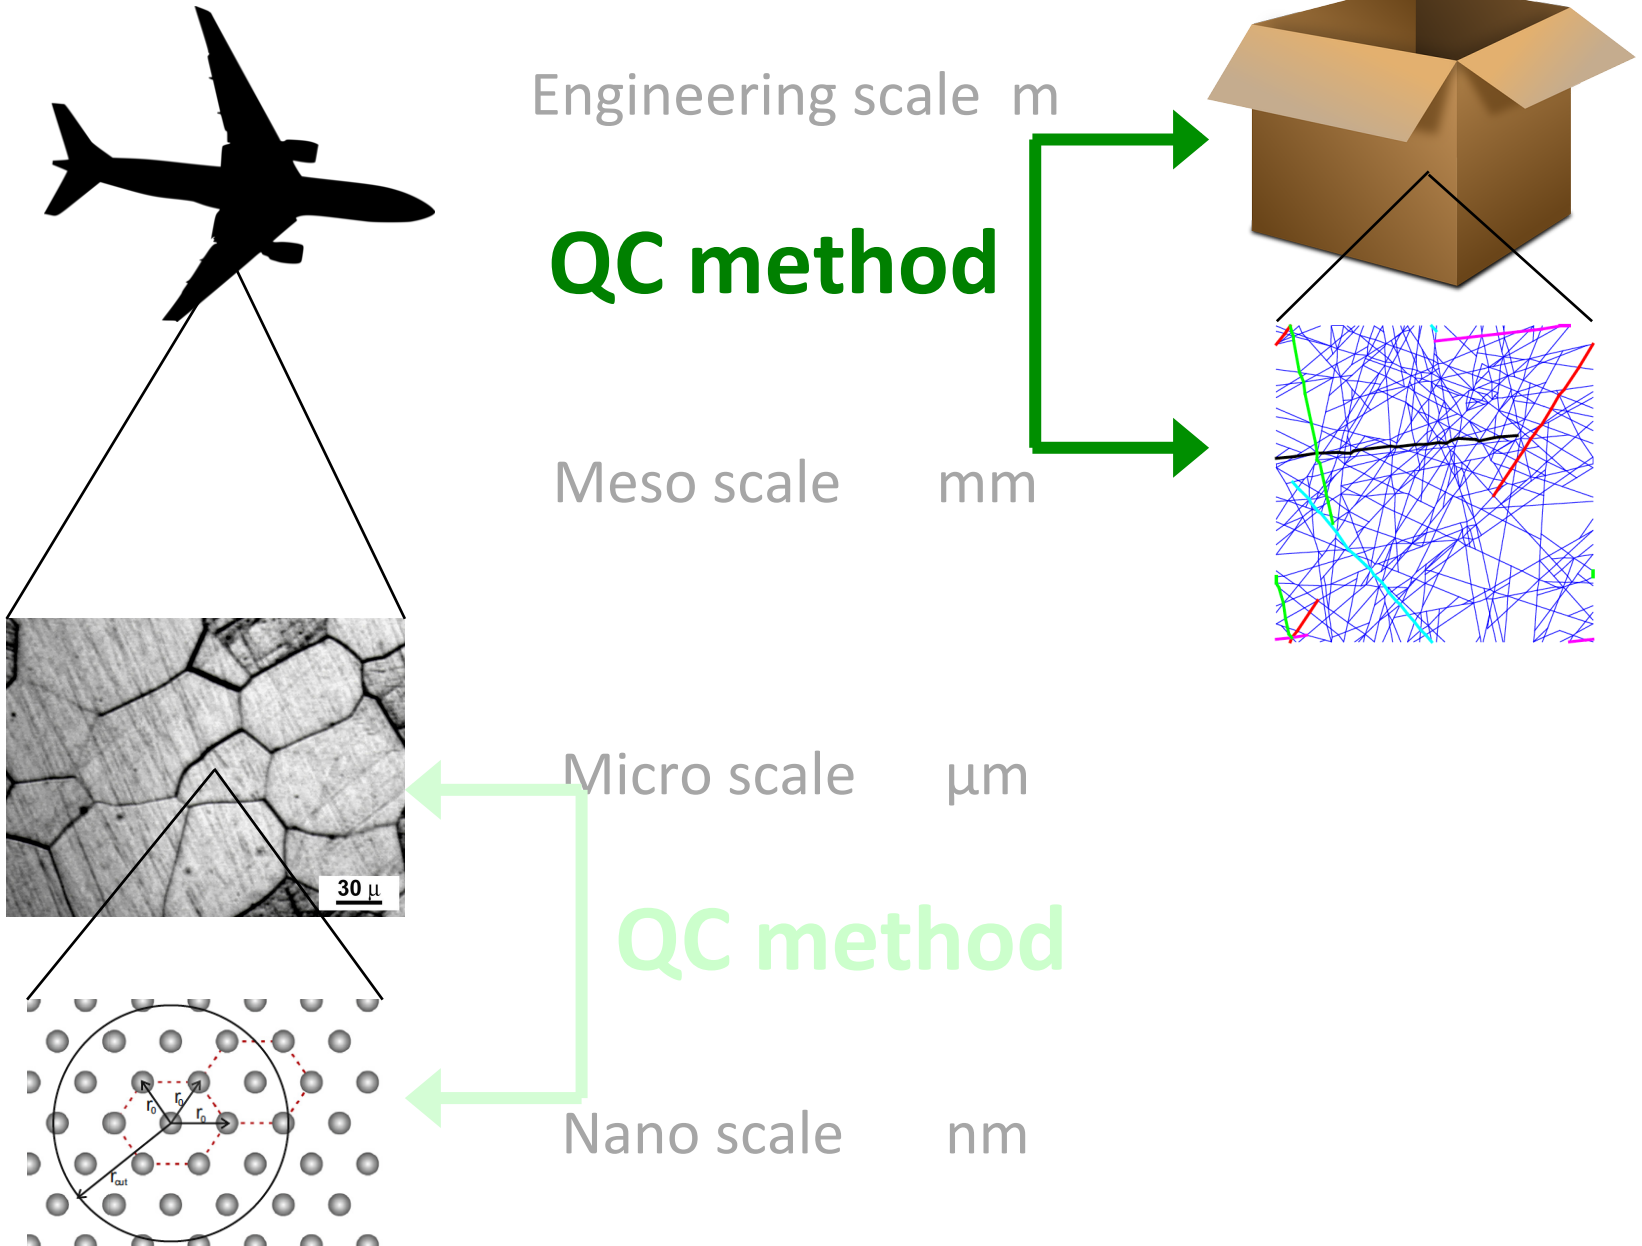 Engineering scale m
QC method
Meso scale mm
Micro scale µm
30 µ
QC method
r0
r0
r0
rcut
Nano scale nm